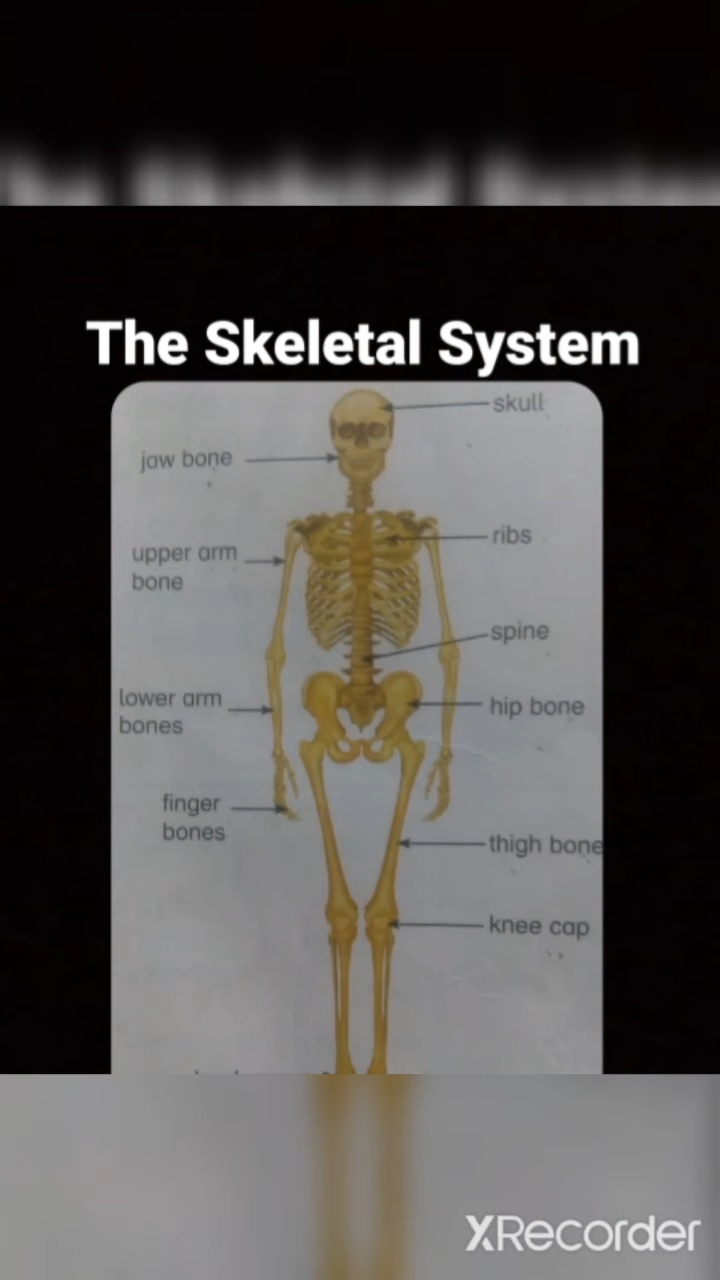 The Skeletal System
skull
jaw bone
ribs
upper arm
bone
spine
lower arm
bones
hip bone
finger
bones
thigh bone
knee cap
XRecorder